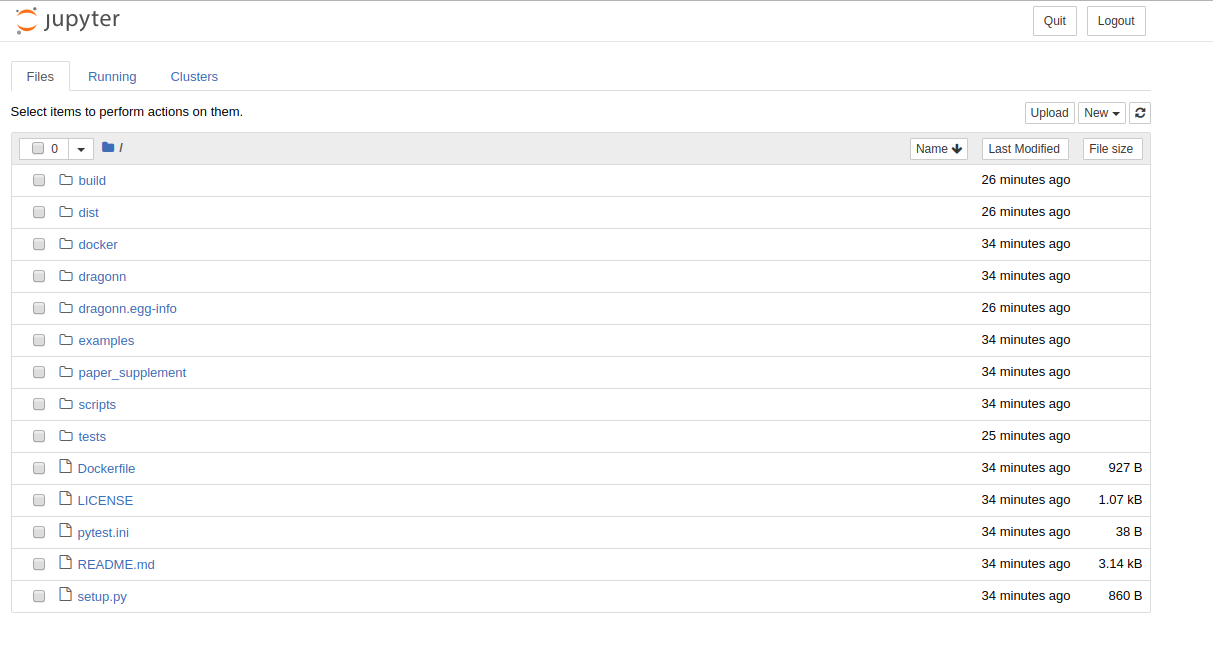 jupyter Quit Logout
Files Running Clusters
Select items to perform actions on them. Upload New
0 / Name Last Modified File size
build 26 minutes ago
dist 26 minutes ago
docker 34 minutes ago
dragonn 34 minutes ago
dragonn.egg-info 26 minutes ago
examples 34 minutes ago
paper_supplement 34 minutes ago
scripts 34 minutes ago
tests 25 minutes ago
Dockerfile 34 minutes ago 927 B
LICENSE 34 minutes ago 1.07 kB
pytest.ini 34 minutes ago 38 B
README.md 34 minutes ago 3.14 kB
setup.py 34 minutes ago 860 B